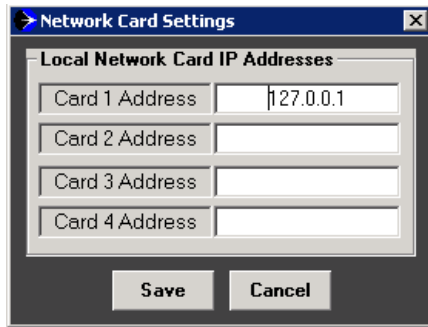 Network Card Settings
Local Network Card IP Addresses
Card 1 Address 127.0.0.1
Card 2 Address
Card 3 Address
Card 4 Address
Save Cancel